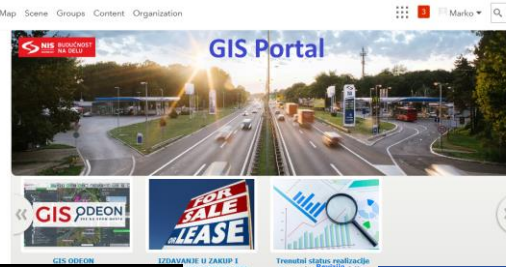 Map Scene Groups Content Organization
3 Marko
NIS BUDUĆNOST
NA DELU
GIS Portal
GIS ODEON
FOR
SALE
OR LEASE
GIS ODEON
IZDAVANJE U ZAKUP I
Trenutni status realizacije